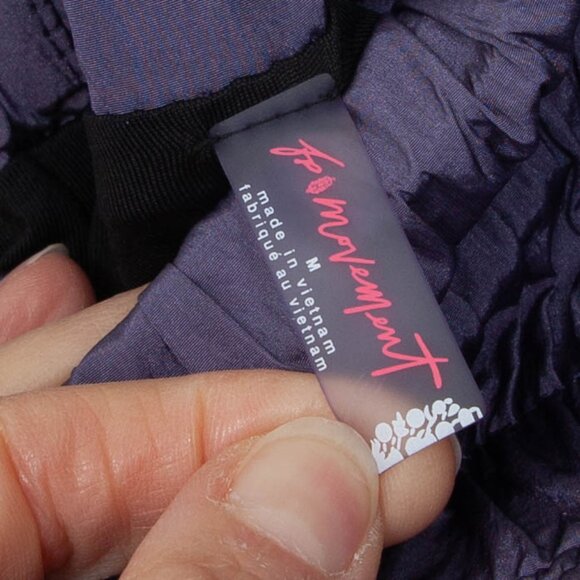 fp movement
M
made in vietnam
fabriqué au vietnam